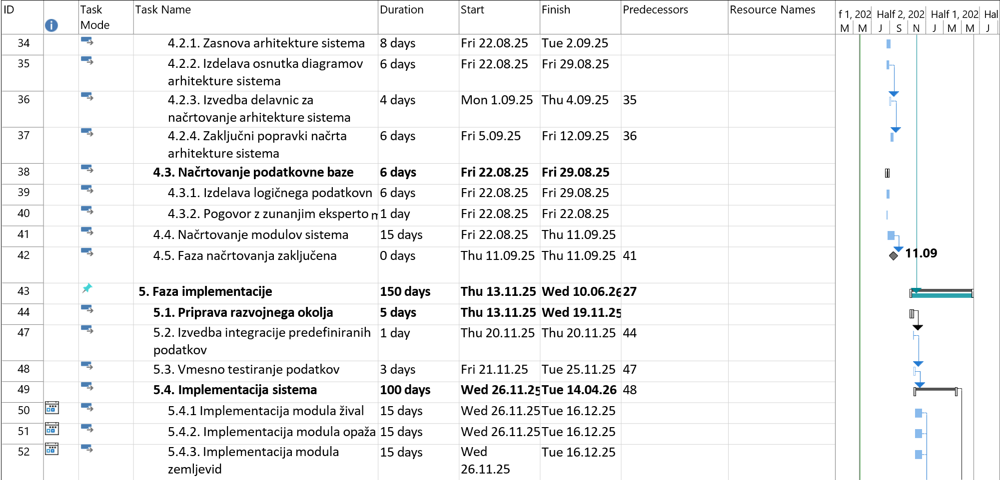 ID Task Mode Task Name Duration Start Finish Predecessors Resource Names
f 1, 202 Half 2, 202 Half 1, 202 Hal
M M J S N J M M J
34 4.2.1. Zasnova arhitekture sistema 8 days Fri 22.08.25 Tue 2.09.25
35 4.2.2. Izdelava osnutka diagramov 6 days Fri 22.08.25 Fri 29.08.25
arhitekture sistema
36 4.2.3. Izvedba delavnic za 4 days Mon 1.09.25 Thu 4.09.25 35
načrtovanje arhitekture sistema
37 4.2.4. Zaključni popravki načrta 6 days Fri 5.09.25 Fri 12.09.25 36
arhitekture sistema
38 4.3. Načrtovanje podatkovne baze 6 days Fri 22.08.25 Fri 29.08.25
39 4.3.1. Izdelava logičnega podatkovn 6 days Fri 22.08.25 Fri 29.08.25
40 4.3.2. Pogovor z zunanjim eksperto m 1 day Fri 22.08.25 Fri 22.08.25
41 4.4. Načrtovanje modulov sistema 15 days Fri 22.08.25 Thu 11.09.25
42 4.5. Faza načrtovanja zaključena 0 days Thu 11.09.25 Thu 11.09.25 41 11.09
43 5. Faza implementacije 150 days Thu 13.11.25 Wed 10.06.26 27
44 5.1. Priprava razvojnega okolja 5 days Thu 13.11.25 Wed 19.11.25
47 5.2. Izvedba integracije predefiniranih 1 day Thu 20.11.25 Thu 20.11.25 44
podatkov
48 5.3. Vmesno testiranje podatkov 3 days Fri 21.11.25 Tue 25.11.25 47
49 5.4. Implementacija sistema 100 days Wed 26.11.25 Tue 14.04.26 48
50 5.4.1 Implementacija modula žival 15 days Wed 26.11.25 Tue 16.12.25
51 5.4.2. Implementacija modula opaža 15 days Wed 26.11.25 Tue 16.12.25
52 5.4.3. Implementacija modula 15 days Wed Tue 16.12.25
zemljevid 26.11.25